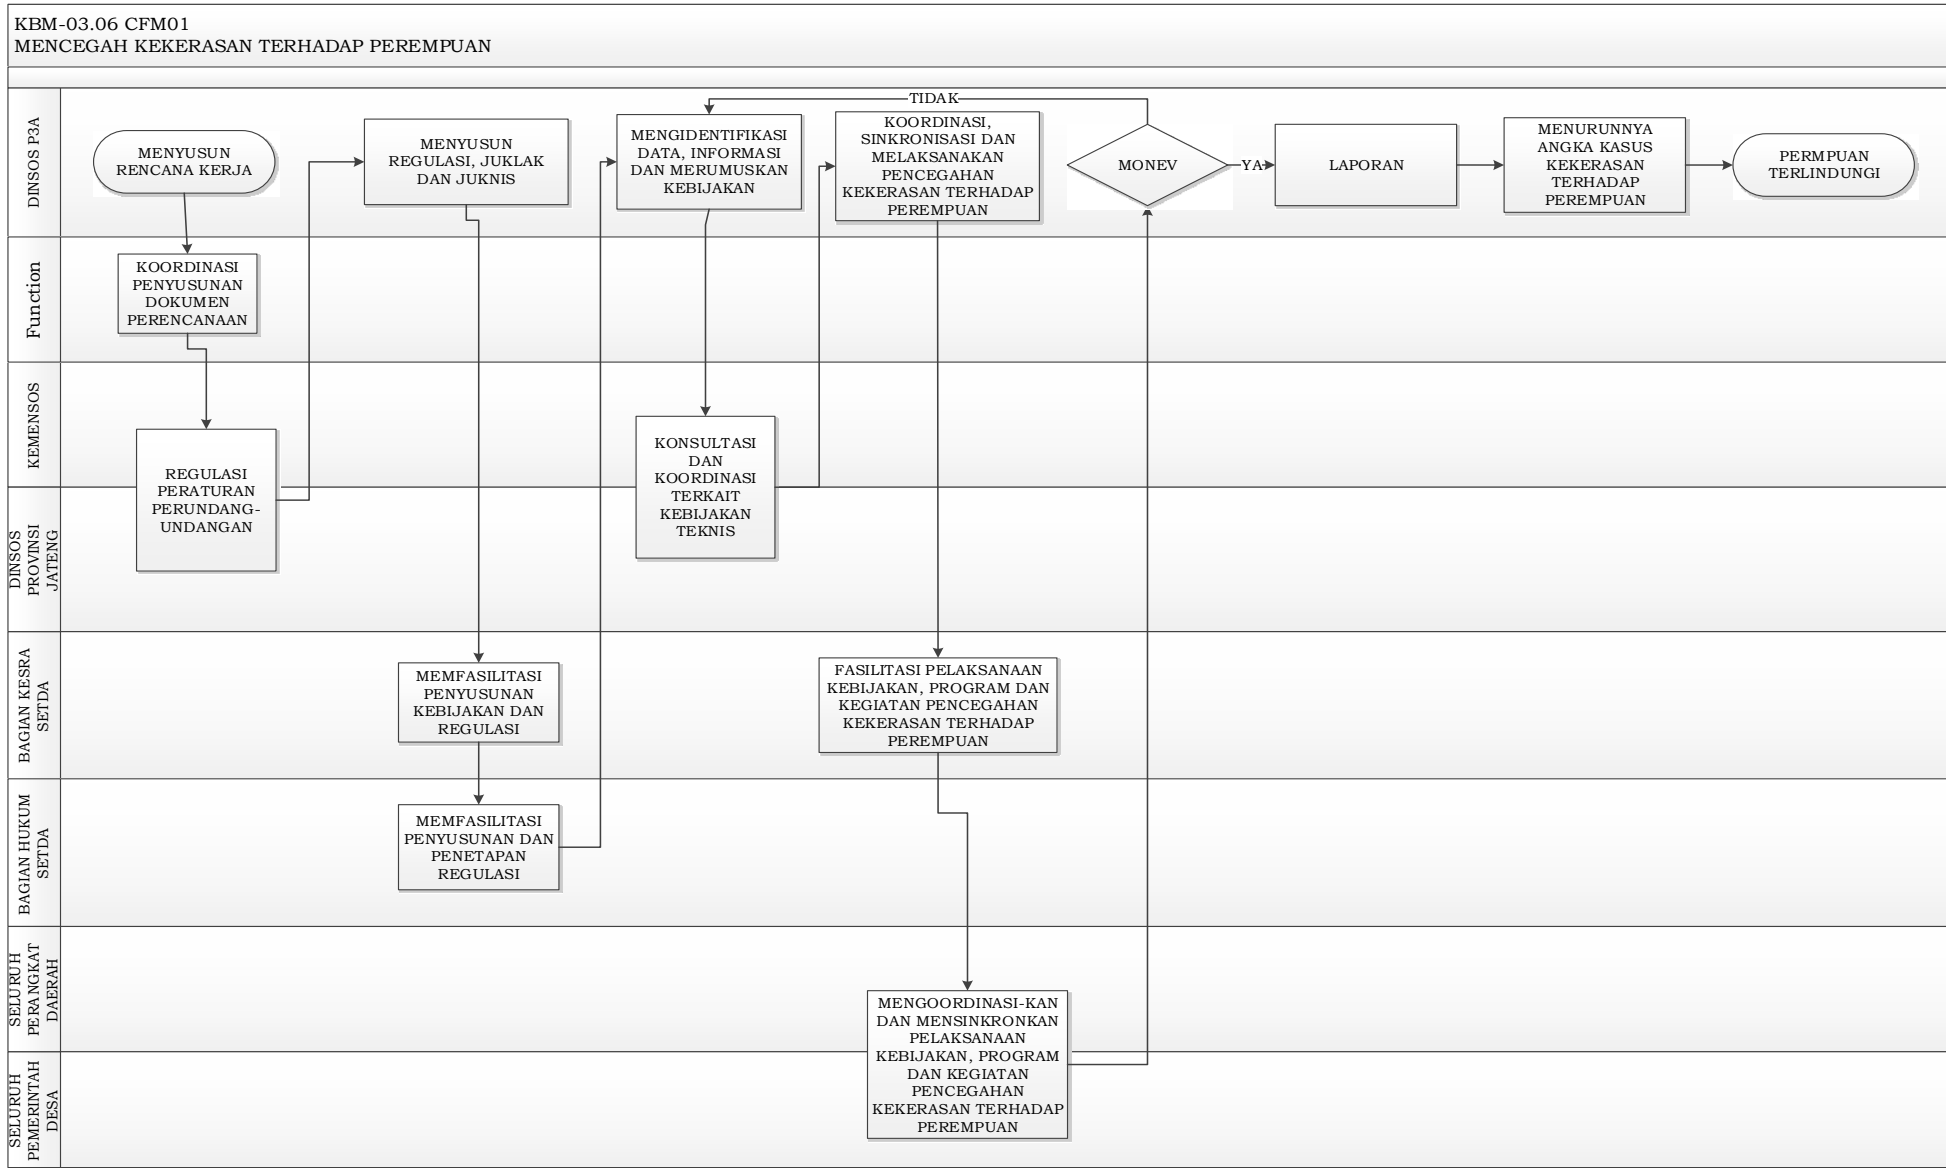 KBM-03.06 CFM01
MENCEGAH KEKERASAN TERHADAP PEREMPUAN
DINSOS P3A
MENYUSUN
RENCANA KERJA
MENYUSUN
REGULASI, JUKLAK
DAN JUKNIS
MENGIDENTIFIKASI
DATA, INFORMASI
DAN MERUMUSKAN
KEBIJAKAN
TIDAK
KOORDINASI,
SINKRONISASI DAN
MELAKSANAKAN
PENCEGAHAN
KEKERASAN TERHADAP
PEREMPUAN
MONEV
YA
LAPORAN
MENURUNNYA
ANGKA KASUS
KEKERASAN
TERHADAP
PEREMPUAN
PERMPUAN
TERLINDUNGI
Function
KOORDINASI
PENYUSUNAN
DOKUMEN
PERENCANAAN
KEMENSOS
REGULASI
PERATURAN
PERUNDANG-
UNDANGAN
KONSULTASI
DAN
KOORDINASI
TERKAIT
KEBIJAKAN
TEKNIS
DINSOS
PROVINSI
JATENG
BAGIAN KESRA
SETDA
MEMFASILITASI
PENYUSUNAN
KEBIJAKAN DAN
REGULASI
FASILITASI PELAKSANAAN
KEBIJAKAN, PROGRAM DAN
KEGIATAN PENCEGAHAN
KEKERASAN TERHADAP
PEREMPUAN
BAGIAN HUKUM
SETDA
MEMFASILITASI
PENYUSUNAN DAN
PENETAPAN
REGULASI
SELURUH
PERANGKAT
DAERAH
MENGOORDINASI-KAN
DAN MENSINKRONKAN
PELAKSANAAN
KEBIJAKAN, PROGRAM
DAN KEGIATAN
PENCEGAHAN
KEKERASAN TERHADAP
PEREMPUAN
SELURUH
PEMERINTAH
DESA